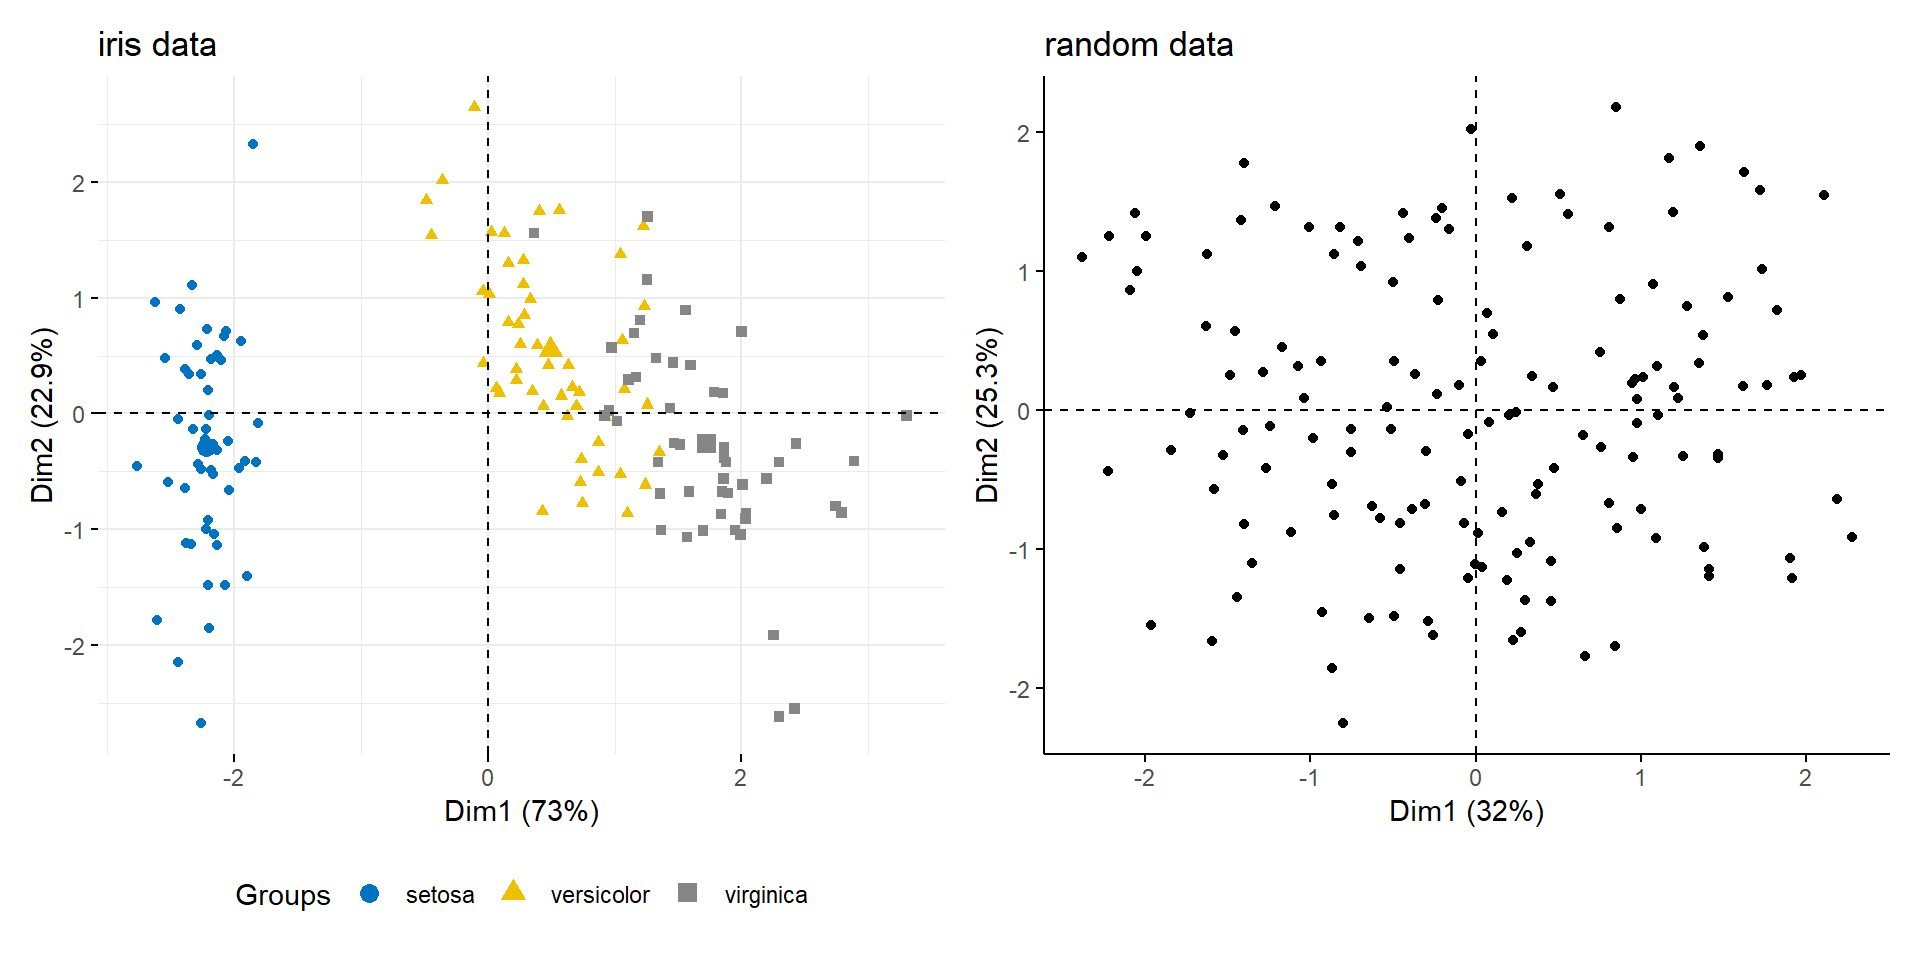 iris data
2
1
0
-1
-2
Dim2 (22.9%)
-2
0
2
Dim1 (73%)
Groups
setosa
versicolor
virginica
random data
2
1
0
-1
-2
Dim2 (25.3%)
-2
-1
0
1
2
Dim1 (32%)